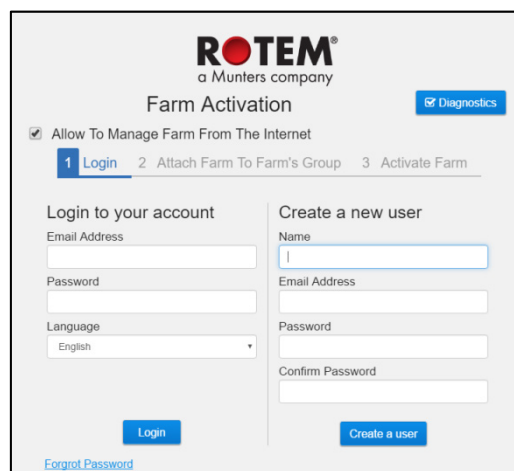 ROTEM®
a Munters company
Farm Activation
Diagnostics
Allow To Manage Farm From The Internet
1 Login 2 Attach Farm To Farm's Group 3 Activate Farm
Login to your account
Email Address
Password
Language
English
Login
Forgrot Password
Create a new user
Name
Email Address
Password
Confirm Password
Create a user